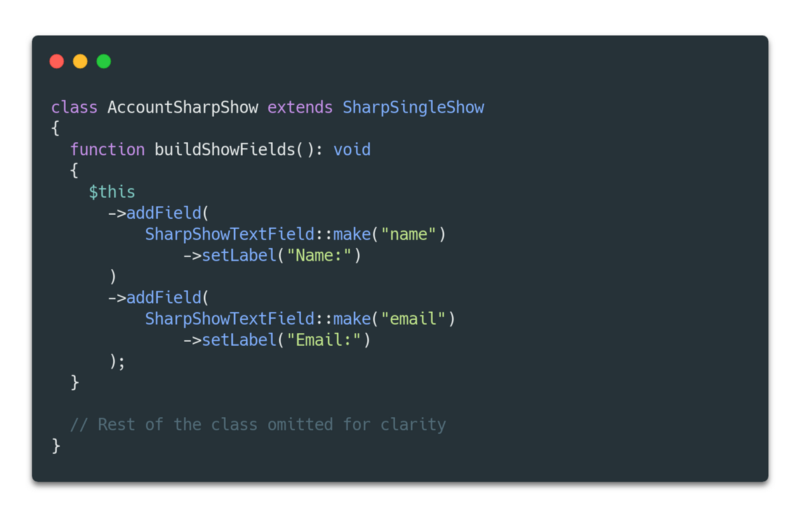 class AccountSharpShow extends SharpSingleShow
{
  function buildShowFields(): void
  {
    $this
      ->addField(
          SharpShowTextField::make("name")
              ->setLabel("Name:")
      )
      ->addField(
          SharpShowTextField::make("email")
              ->setLabel("Email:")
      );
  }

  // Rest of the class omitted for clarity
}